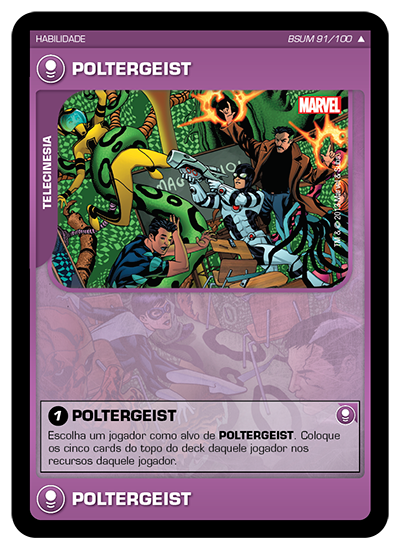 HABILIDADE
BSUM 91/100 ▲
POLTERGEIST
MARVEL
TELECINESIA
1 POLTERGEIST
Escolha um jogador como alvo de POLTERGEIST. Coloque
os cinco cards do topo do deck daquele jogador nos
recursos daquele jogador.
POLTERGEIST